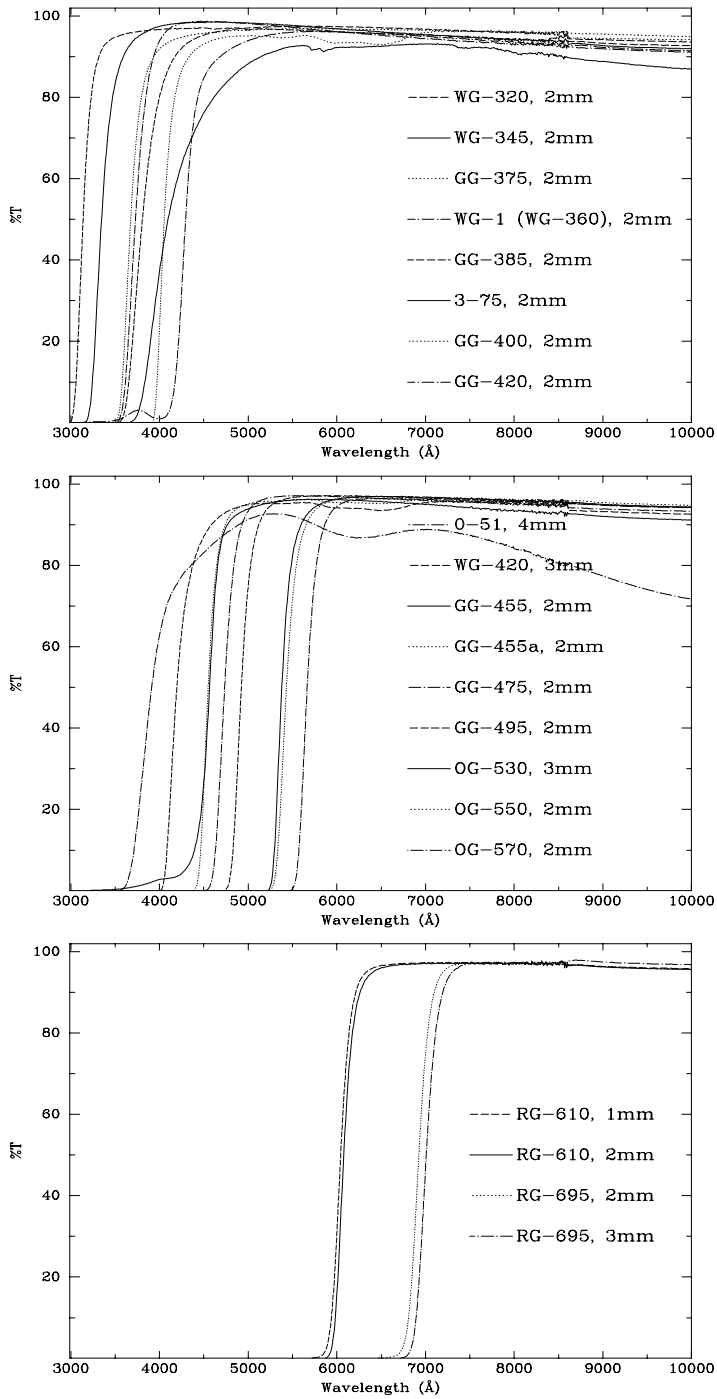 100
80
60
40
20
%T
WG-320, 2mm
WG-345, 2mm
GG-375, 2mm
WG-1 (WG-360), 2mm
GG-385, 2mm
3-75, 2mm
GG-400, 2mm
GG-420, 2mm
3000 4000 5000 6000 7000 8000 9000 10000
Wavelength (Å)
100
80
60
40
20
%T
0-51, 4mm
WG-420, 3mm
GG-455, 2mm
GG-455a, 2mm
GG-475, 2mm
GG-495, 2mm
OG-530, 3mm
OG-550, 2mm
OG-570, 2mm
3000 4000 5000 6000 7000 8000 9000 10000
Wavelength (Å)
100
80
60
40
20
%T
RG-610, 1mm
RG-610, 2mm
RG-695, 2mm
RG-695, 3mm
3000 4000 5000 6000 7000 8000 9000 10000
Wavelength (Å)